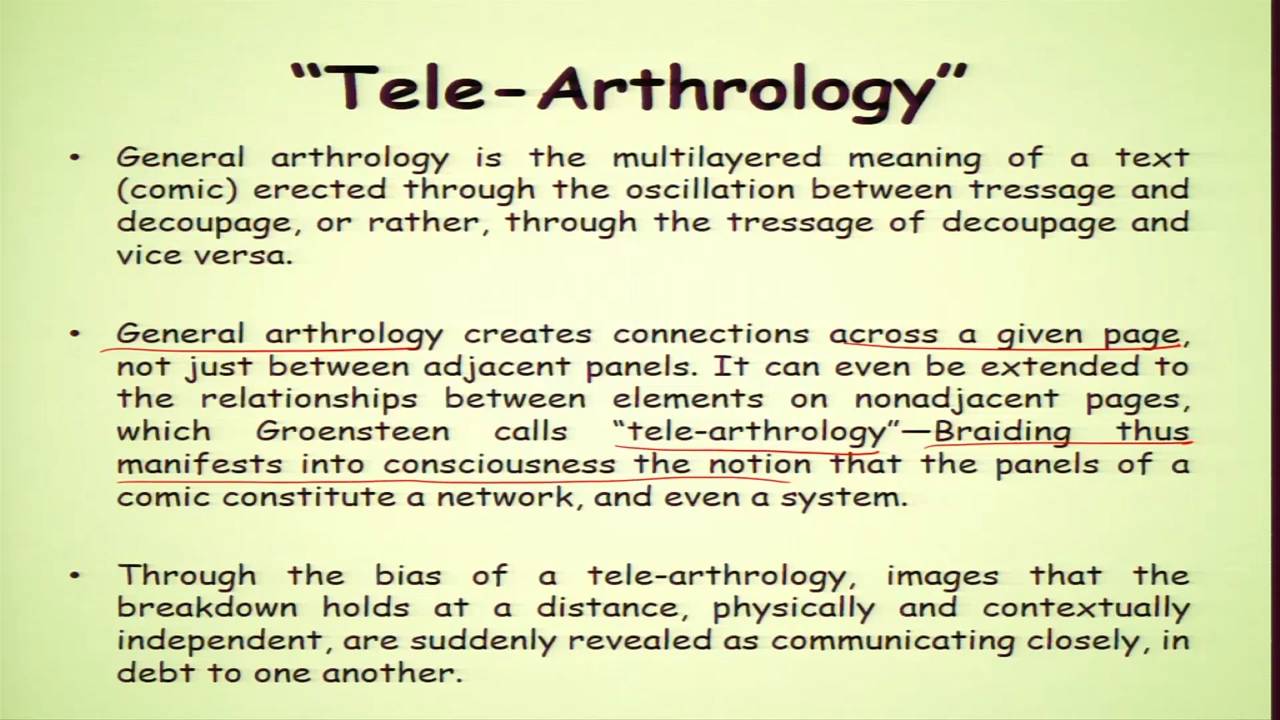 “Tele-Arthrology”
• General arthrology is the multilayered meaning of a text
(comic) erected through the oscillation between tressage and
decoupage, or rather, through the tressage of decoupage and
vice versa.
• General arthrology creates connections across a given page,
not just between adjacent panels. It can even be extended to
the relationships between elements on nonadjacent pages,
which Groensteen calls “tele-arthrology”—Braiding thus
manifests into consciousness the notion that the panels of a
comic constitute a network, and even a system.
• Through the bias of a tele-arthrology, images that the
breakdown holds at a distance, physically and contextually
independent, are suddenly revealed as communicating closely, in
debt to one another.